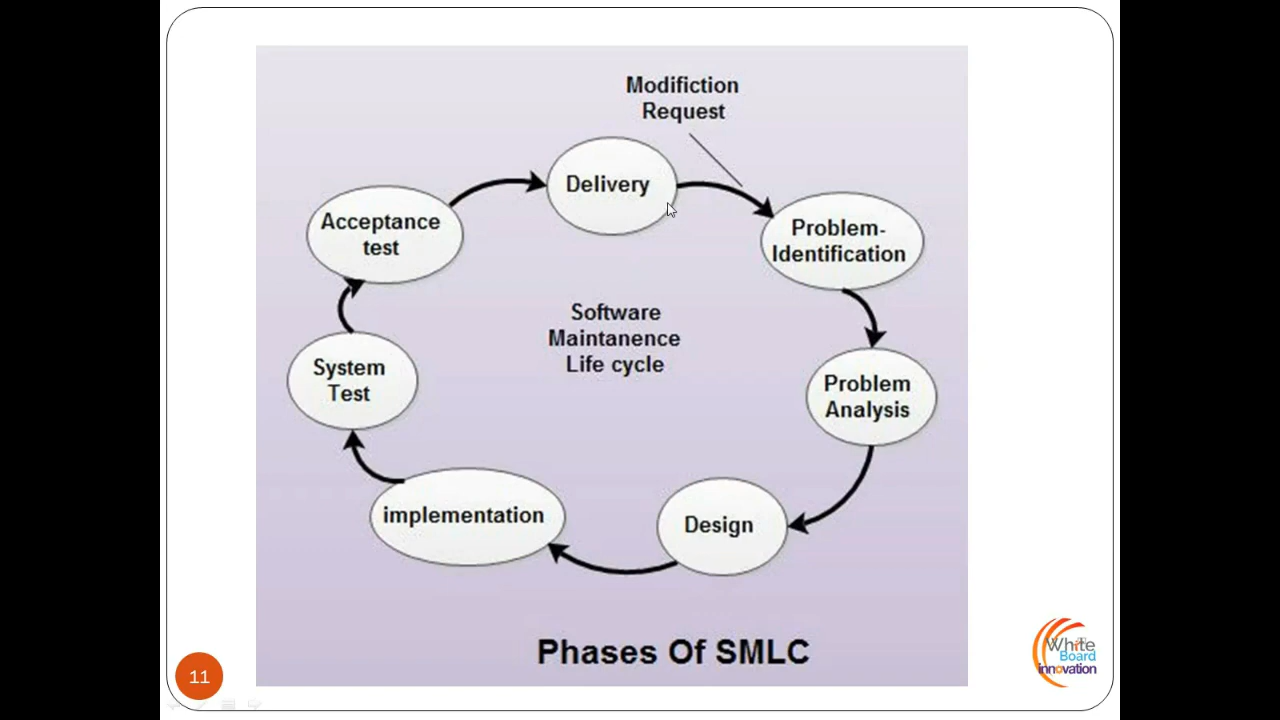 Modifiction
Request
Delivery
Acceptance
test
Problem-
Identification
Software
Maintanence
Life cycle
System
Test
Problem
Analysis
implementation
Design
Phases Of SMLC
11
White
Board
innovation